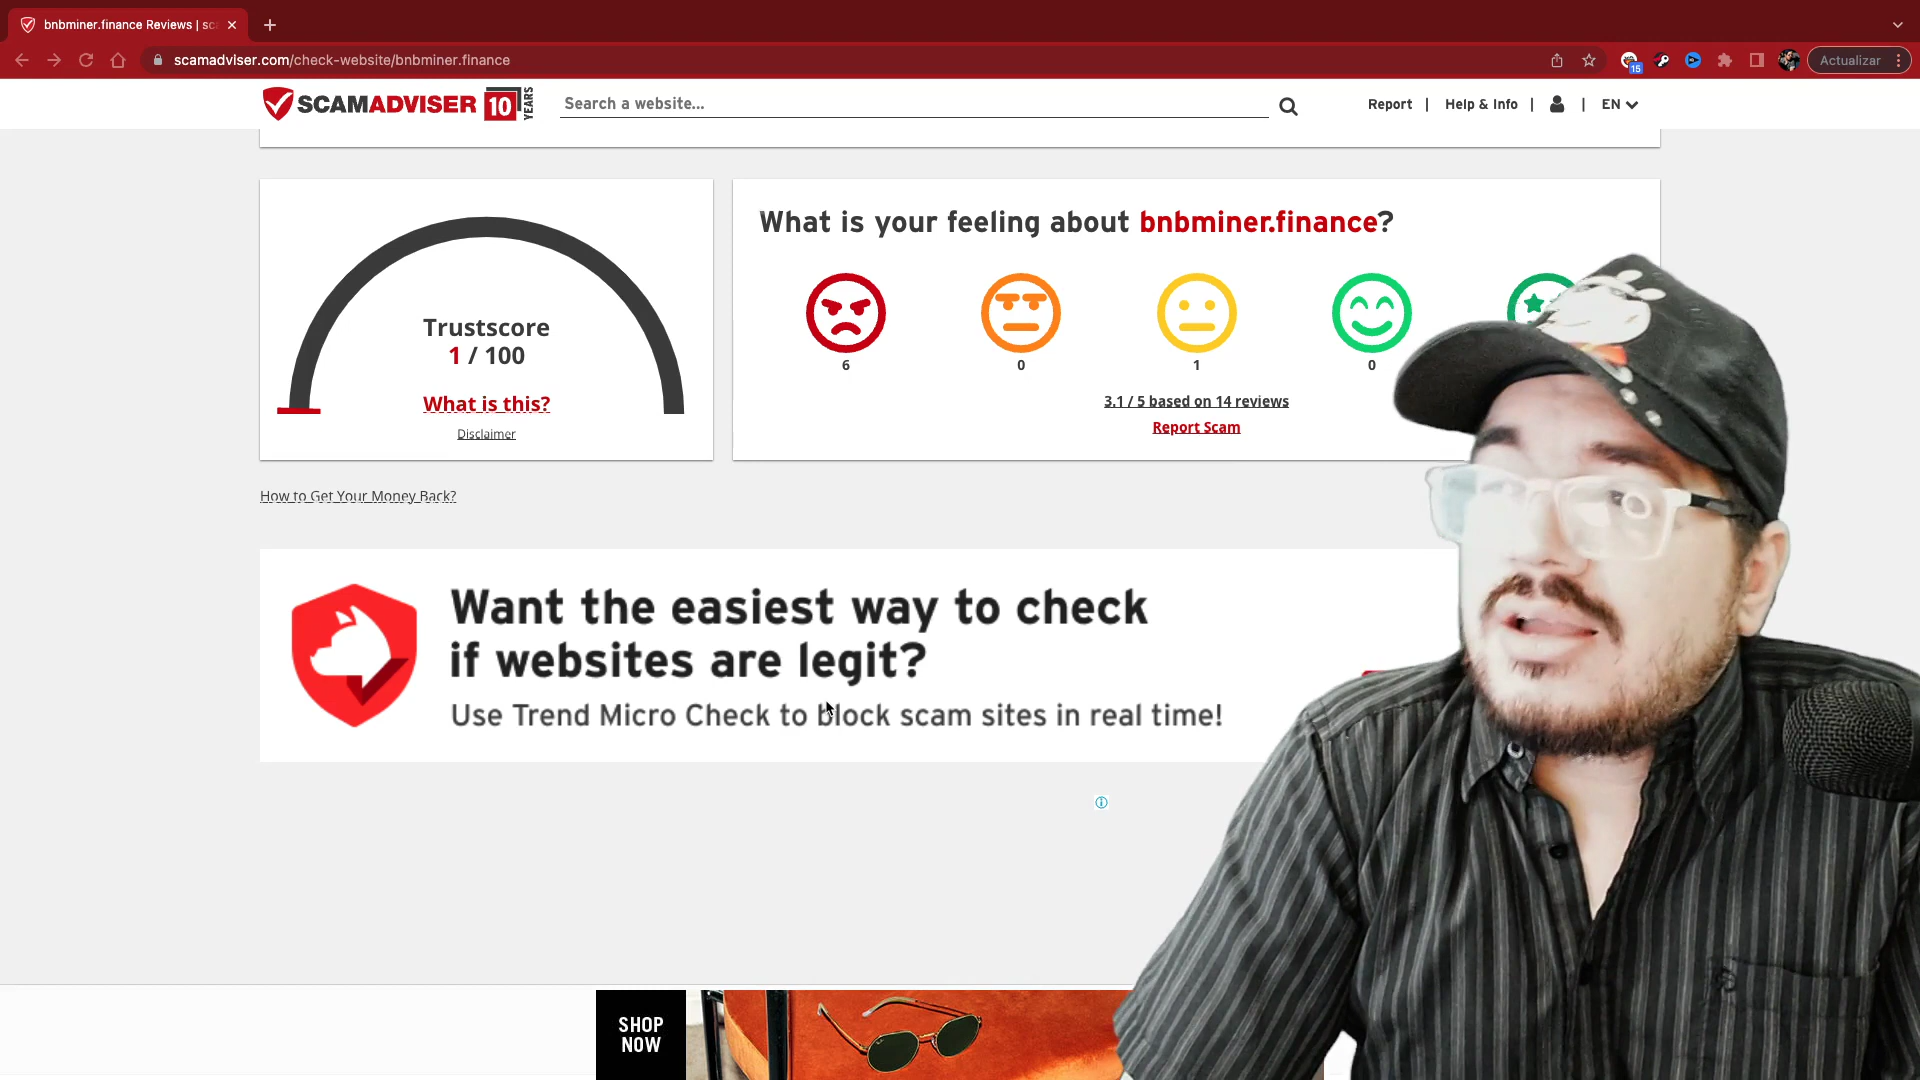 bnbminer.finance Reviews | sc
scamadviser.com/check-website/bnbminer.finance
15
Actualizar
SCAMADVISER 10 YEARS
Search a website...
Report | Help & Info | | EN
Trustscore
1 / 100
What is this?
Disclaimer
What is your feeling about bnbminer.finance?
6
0
1
0
3.1 / 5 based on 14 reviews
Report Scam
How to Get Your Money Back?
Want the easiest way to check
if websites are legit?
Use Trend Micro Check to block scam sites in real time!
SHOP
NOW